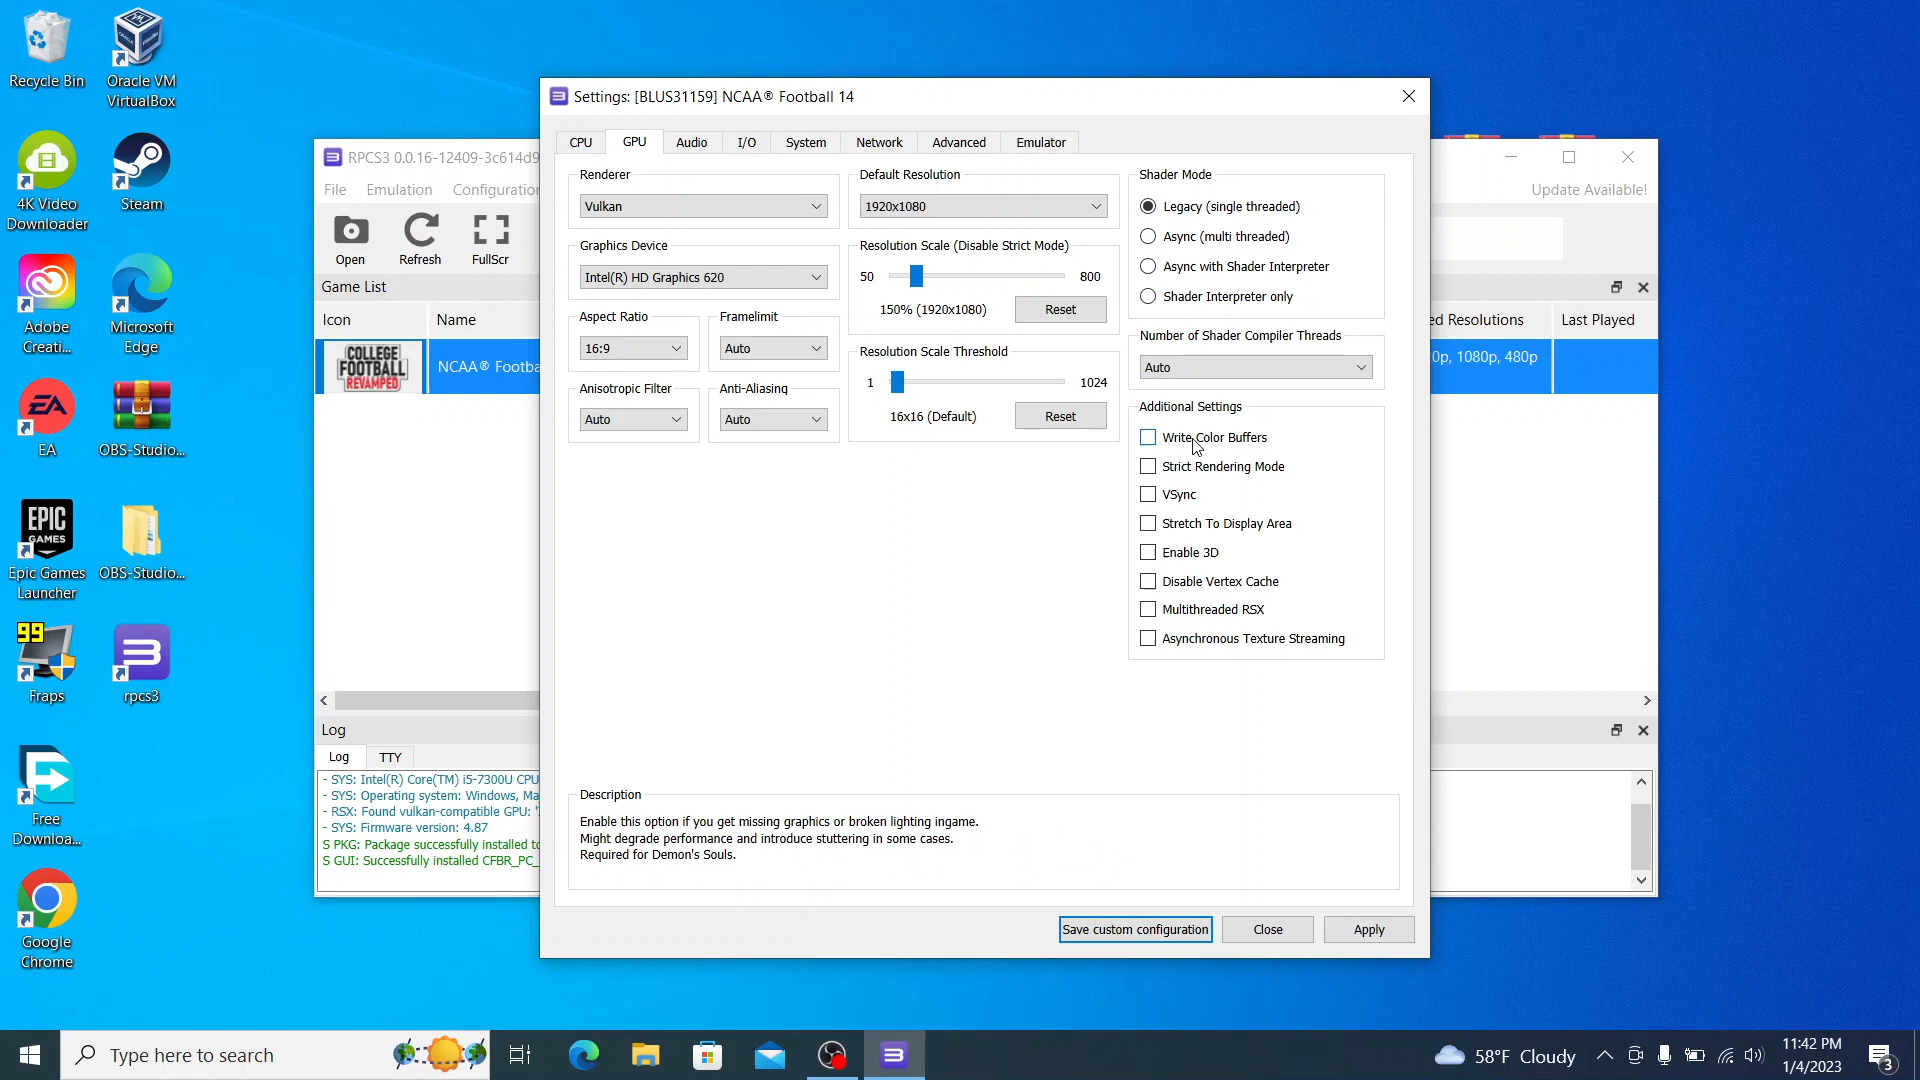 Recycle Bin
Oracle VM
VirtualBox
4K Video
Downloader
Steam
Adobe
Creati...
Microsoft
Edge
EA
EA
OBS-Studio...
EPIC
GAMES
Epic Games
Launcher
OBS-Studio...
99
Fraps
rpcs3
Free
Downloa...
Google
Chrome
RPCS3 0.0.16-12409-3c614d9
File
Emulation
Configuration
Update Available!
Open
Refresh
FullScr
Game List
Icon
Name
ed Resolutions
Last Played
COLLEGE
FOOTBALL
REVAMPED
NCAA® Footba
0p, 1080p, 480p
Log
Log
TTY
- SYS: Intel(R) Core(TM) i5-7300U CPU
- SYS: Operating system: Windows, Ma
- RSX: Found vulkan-compatible GPU: '
- SYS: Firmware version: 4.87
S PKG: Package successfully installed to
S GUI: Successfully installed CFBR_PC_
Settings: [BLUS31159] NCAA® Football 14
CPU
GPU
Audio
I/O
System
Network
Advanced
Emulator
Renderer
Vulkan
Graphics Device
Intel(R) HD Graphics 620
Aspect Ratio
16:9
Framelimit
Auto
Anisotropic Filter
Auto
Anti-Aliasing
Auto
Default Resolution
1920x1080
Resolution Scale (Disable Strict Mode)
50
800
150% (1920x1080)
Reset
Resolution Scale Threshold
1
1024
16x16 (Default)
Reset
Shader Mode
Legacy (single threaded)
Async (multi threaded)
Async with Shader Interpreter
Shader Interpreter only
Number of Shader Compiler Threads
Auto
Additional Settings
Write Color Buffers
Strict Rendering Mode
VSync
Stretch To Display Area
Enable 3D
Disable Vertex Cache
Multithreaded RSX
Asynchronous Texture Streaming
Description
Enable this option if you get missing graphics or broken lighting ingame.
Might degrade performance and introduce stuttering in some cases.
Required for Demon's Souls.
Save custom configuration
Close
Apply
Type here to search
58°F Cloudy
11:42 PM
1/4/2023
3